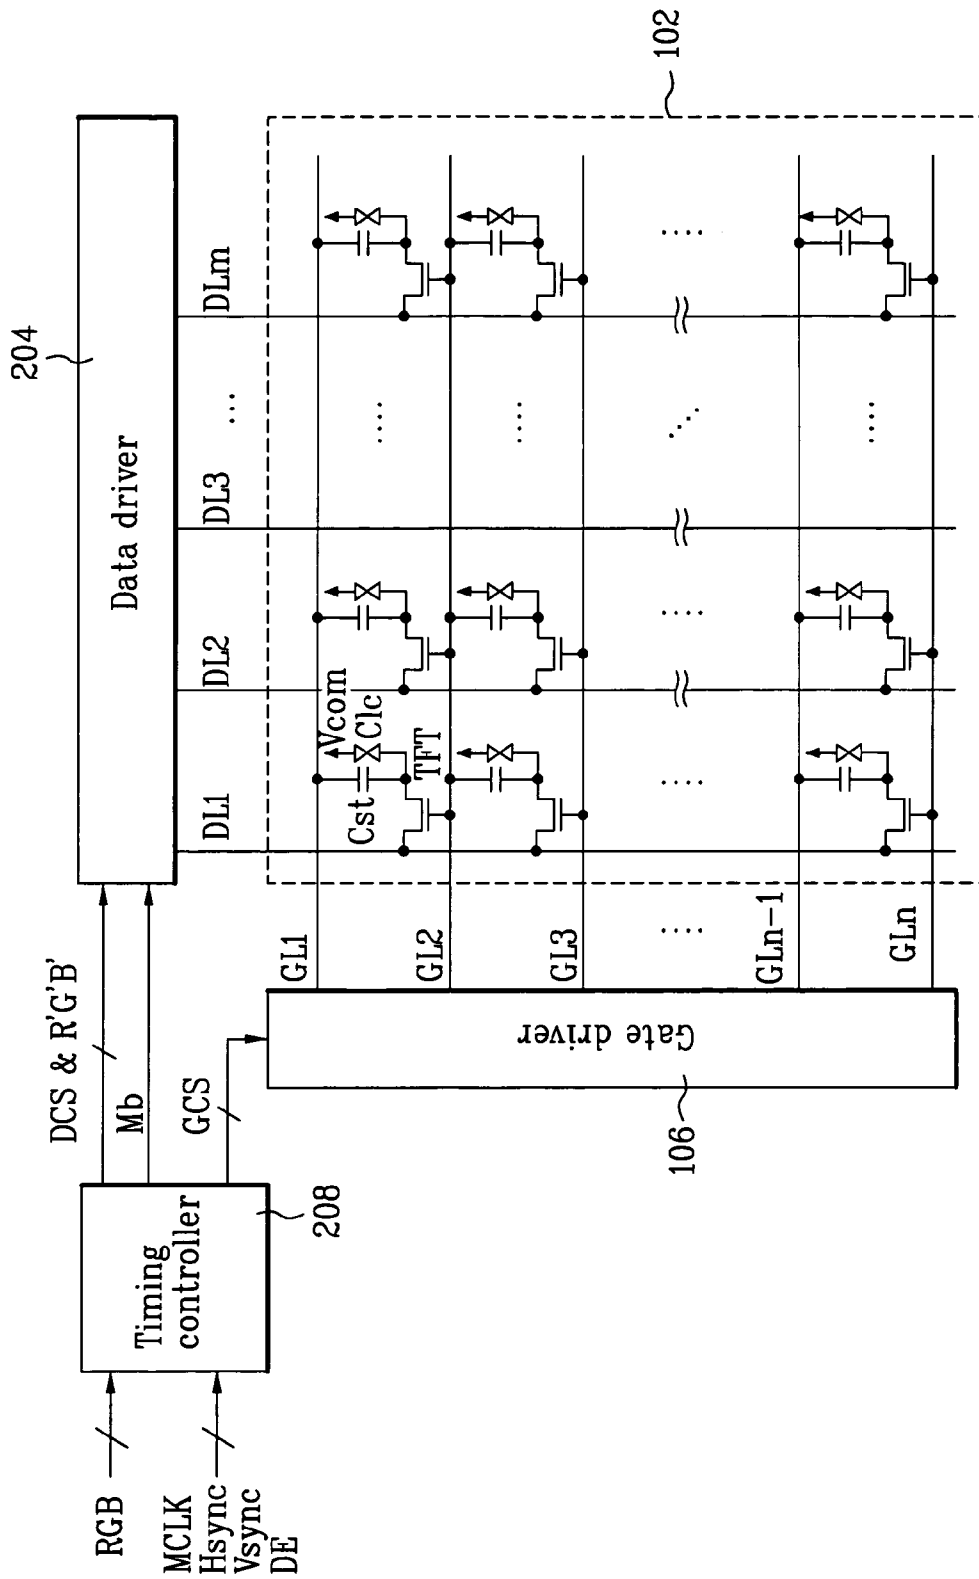 RGB
MCLK
Hsync
Vsync
DE
Timing
controller
208
DCS & R'G'B'
Mb
GCS
Data driver
204
Gate driver
106
DL1
DL2
DL3
...
DLm
GL1
GL2
GL3
....
GLn-1
GLn
Vcom
Clc
Cst
TFT
102